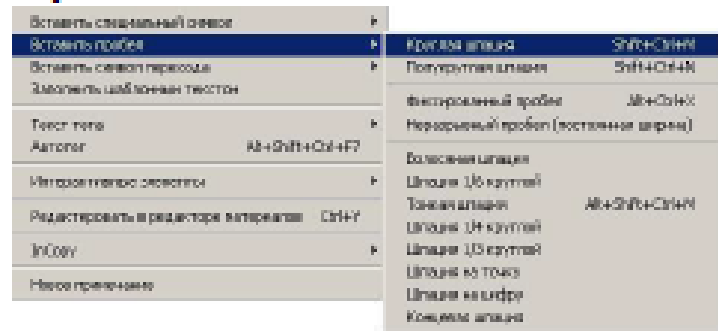 Вставить специальный символ
Вставить пробел
Вставить символ перехода
Заполнить шаблонным текстом
Текст тега
Автотег Alt+Shift+Ctrl+F7
Интерактивные элементы
Редактировать в редакторе материалов Ctrl+Y
InCopy
Новое примечание
Круглая шпация Shift+Ctrl+M
Полукруглая шпация Shift+Ctrl+N
Фиксированный пробел Alt+Ctrl+X
Неразрывный пробел (постоянная ширина)
Волосяная шпация
Шпация 1/6 круглой
Тонкая шпация Alt+Shift+Ctrl+M
Шпация 1/4 круглой
Шпация 1/3 круглой
Шпация на точку
Шпация на цифру
Концевая шпация